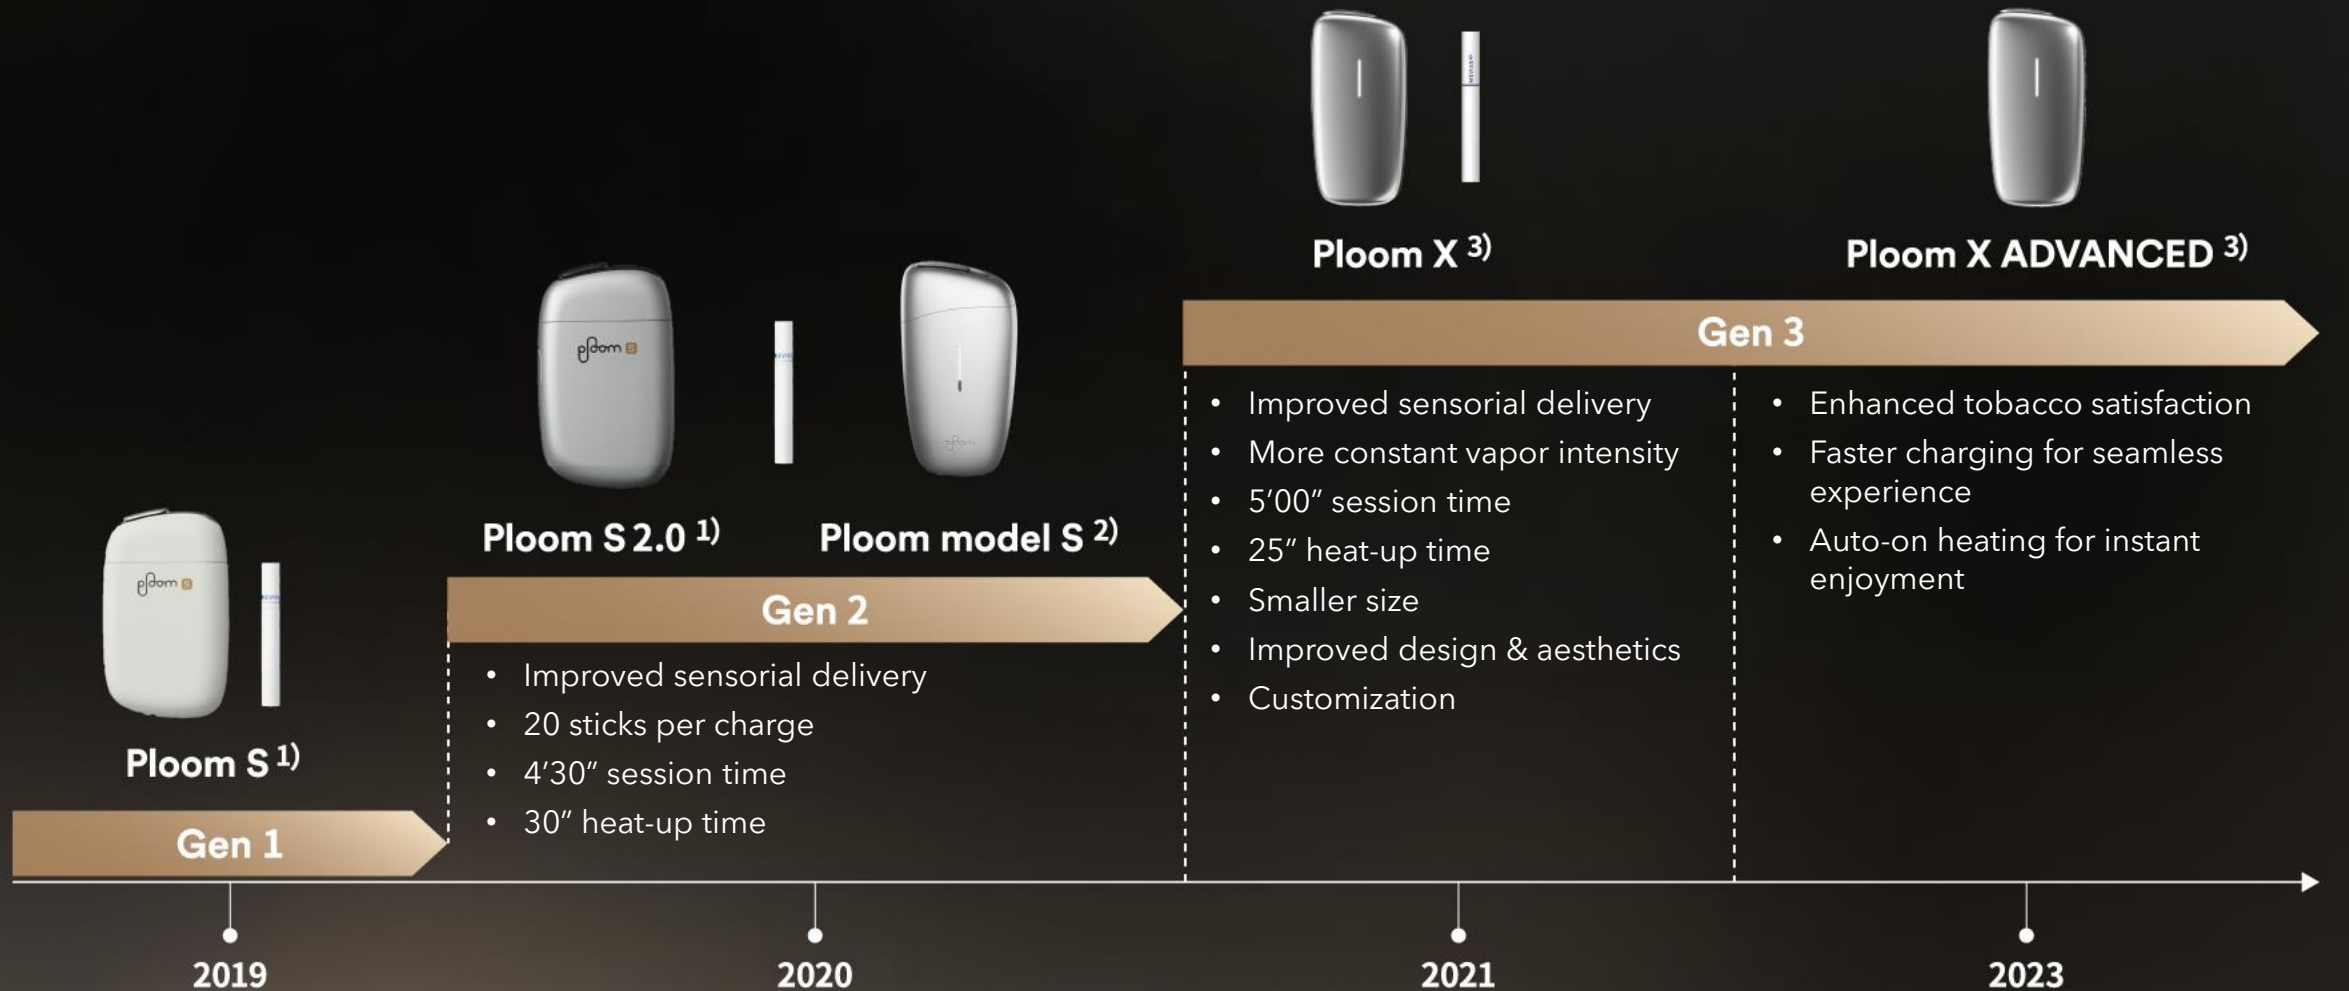 Ploom X 3)
Ploom X ADVANCED 3)
Gen 3
• Improved sensorial delivery
• More constant vapor intensity
• 5’00” session time
• 25” heat-up time
• Smaller size
• Improved design & aesthetics
• Customization
• Enhanced tobacco satisfaction
• Faster charging for seamless
experience
• Auto-on heating for instant
enjoyment
ploom S
Ploom S 2.0 1)
ploom
Ploom model S 2)
Gen 2
• Improved sensorial delivery
• 20 sticks per charge
• 4’30” session time
• 30” heat-up time
ploom S
Ploom S 1)
Gen 1
2019
2020
2021
2023